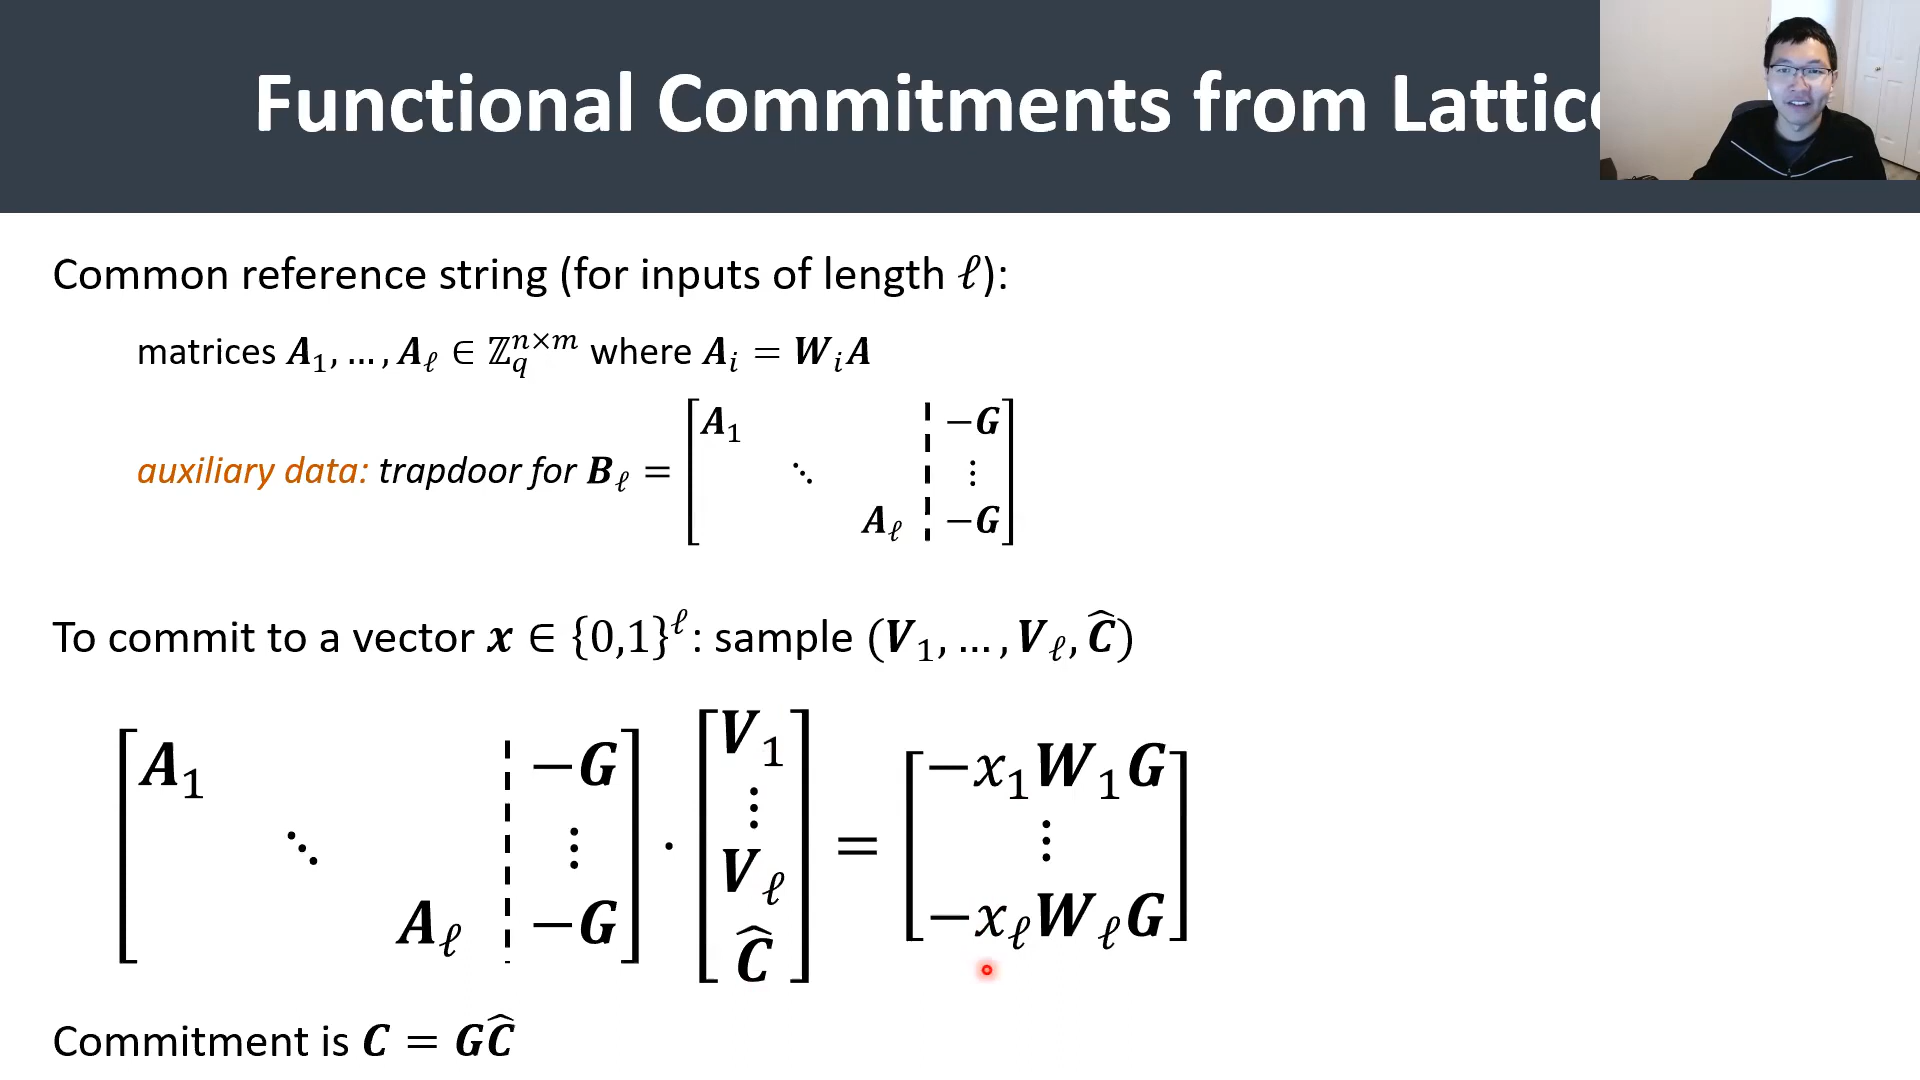 Functional Commitments from Lattic
Common reference string (for inputs of length ℓ):
matrices A₁, …, A_ℓ ∈ ℤ_q^{n×m} where A_i = W_i A
auxiliary data: trapdoor for B_ℓ = [A₁ ⋱ A_ℓ ¦ −G ⋮ −G]
To commit to a vector x ∈ {0,1}^ℓ: sample (V₁, …, V_ℓ, Ĉ)
[A₁ ⋱ A_ℓ ¦ −G ⋮ −G] · [V₁ ⋮ V_ℓ Ĉ] = [−x₁W₁G ⋮ −x_ℓW_ℓG]
Commitment is C = GĈ